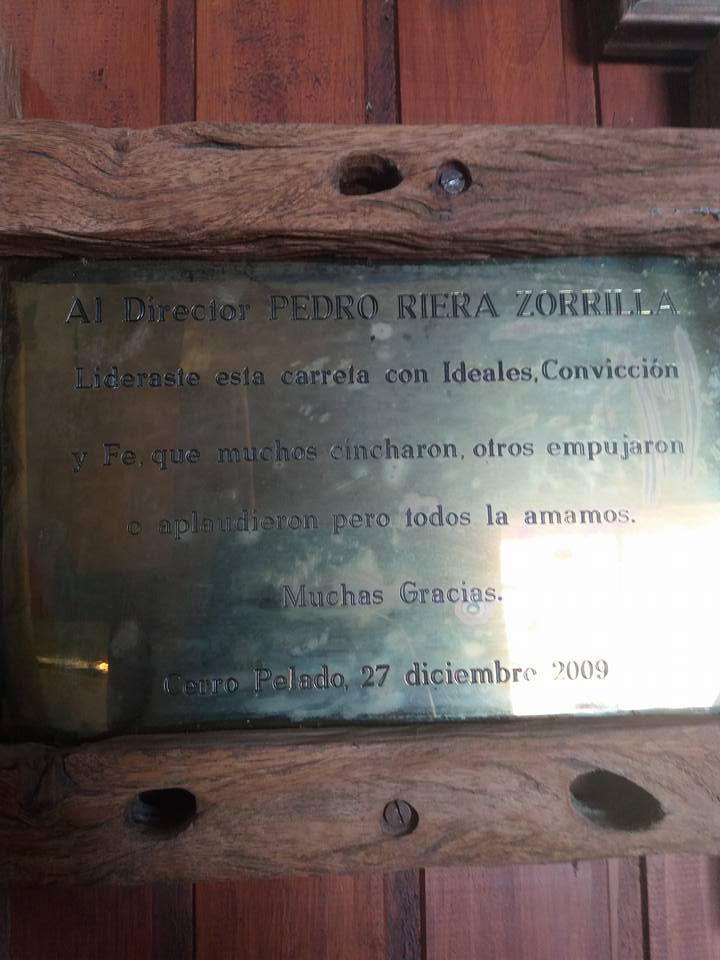 Al Director PEDRO RIERA ZORRILLA
Lideraste esta carreta con Ideales,Convicción
y Fe, que muchos cincharon, otros empujaron
o aplaudieron pero todos la amamos.
Muchas Gracias.
Cerro Pelado, 27 diciembre 2009